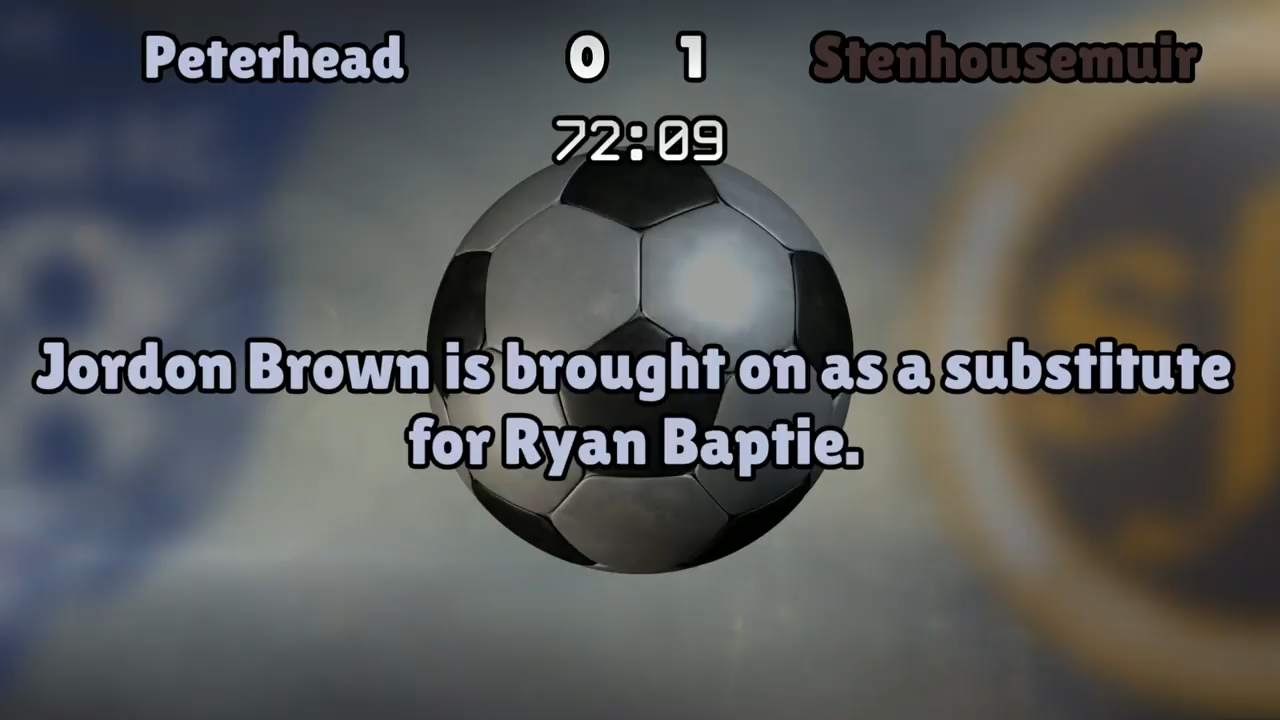 Peterhead 0 1 Stenhousemuir
72:09
Jordon Brown is brought on as a substitute
for Ryan Baptie.